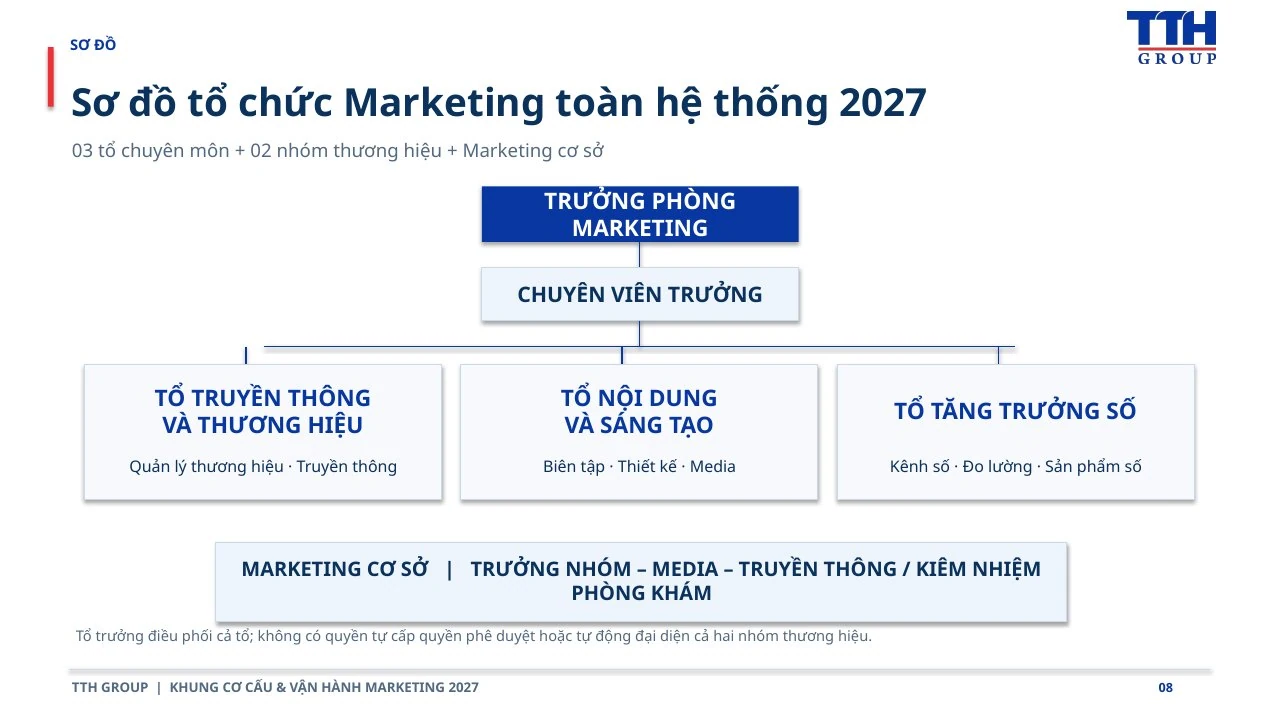 SƠ ĐỒ
TTH
GROUP
Sơ đồ tổ chức Marketing toàn hệ thống 2027
03 tổ chuyên môn + 02 nhóm thương hiệu + Marketing cơ sở
TRƯỞNG PHÒNG
MARKETING
CHUYÊN VIÊN TRƯỞNG
TỔ TRUYỀN THÔNG
VÀ THƯƠNG HIỆU
Quản lý thương hiệu · Truyền thông
TỔ NỘI DUNG
VÀ SÁNG TẠO
Biên tập · Thiết kế · Media
TỔ TĂNG TRƯỞNG SỐ
Kênh số · Đo lường · Sản phẩm số
MARKETING CƠ SỞ | TRƯỞNG NHÓM – MEDIA – TRUYỀN THÔNG / KIÊM NHIỆM
PHÒNG KHÁM
Tổ trưởng điều phối cả tổ; không có quyền tự cấp quyền phê duyệt hoặc tự động đại diện cả hai nhóm thương hiệu.
TTH GROUP | KHUNG CƠ CẤU & VẬN HÀNH MARKETING 2027
08